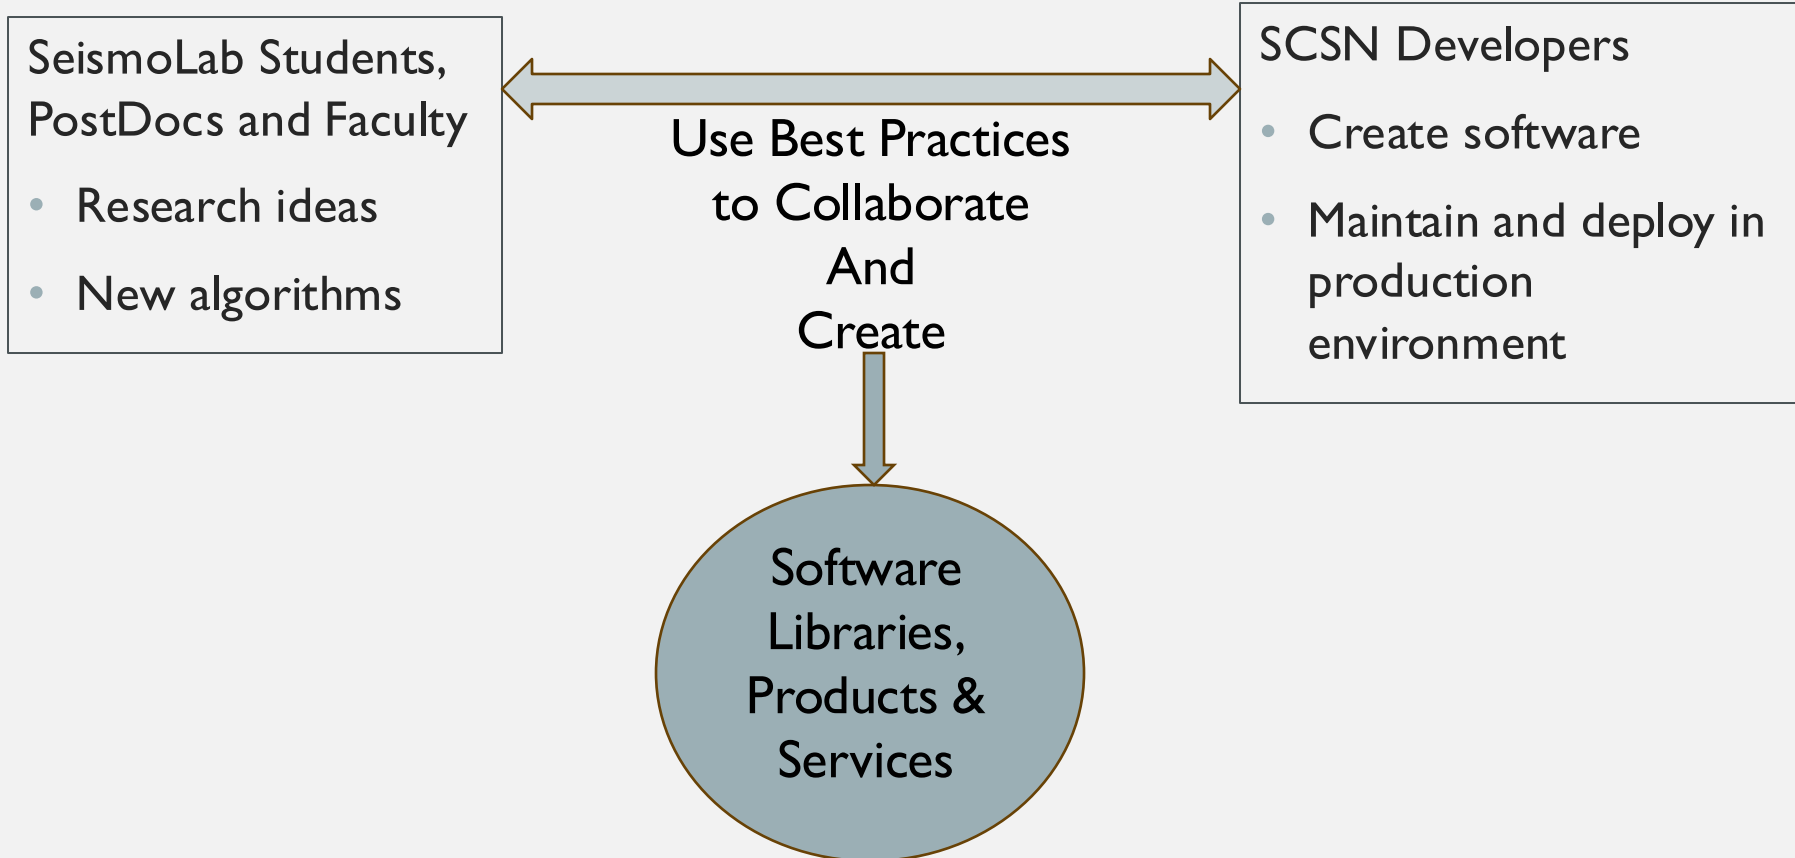 SeismoLab Students,
PostDocs and Faculty
• Research ideas
• New algorithms
Use Best Practices
to Collaborate
And
Create
SCSN Developers
• Create software
• Maintain and deploy in
production
environment
Software
Libraries,
Products &
Services